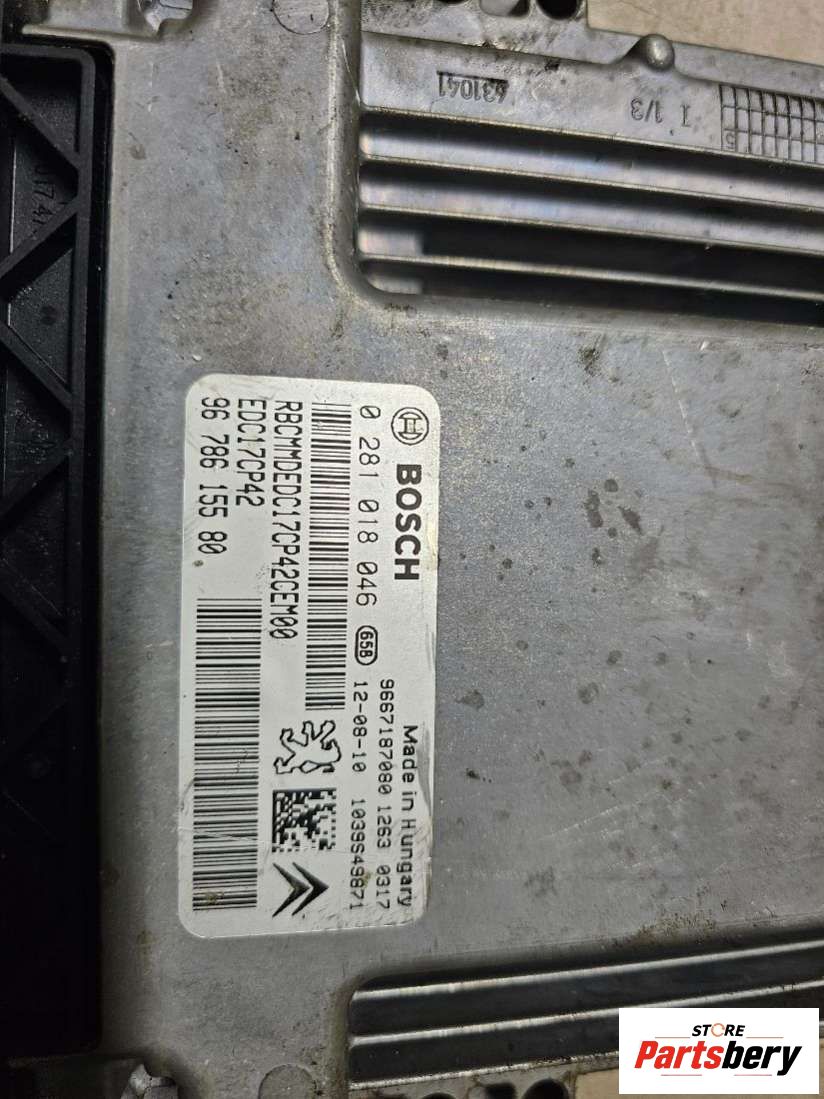 631041
1 1/3
BOSCH
Made in Hungary
9667187080 1263 0317
0 281 018 046 65B 12-08-10 1039S49871
RBCMMDEDC17CP42CEM00
EDC17CP42
96 786 155 80
STORE
Partsbery